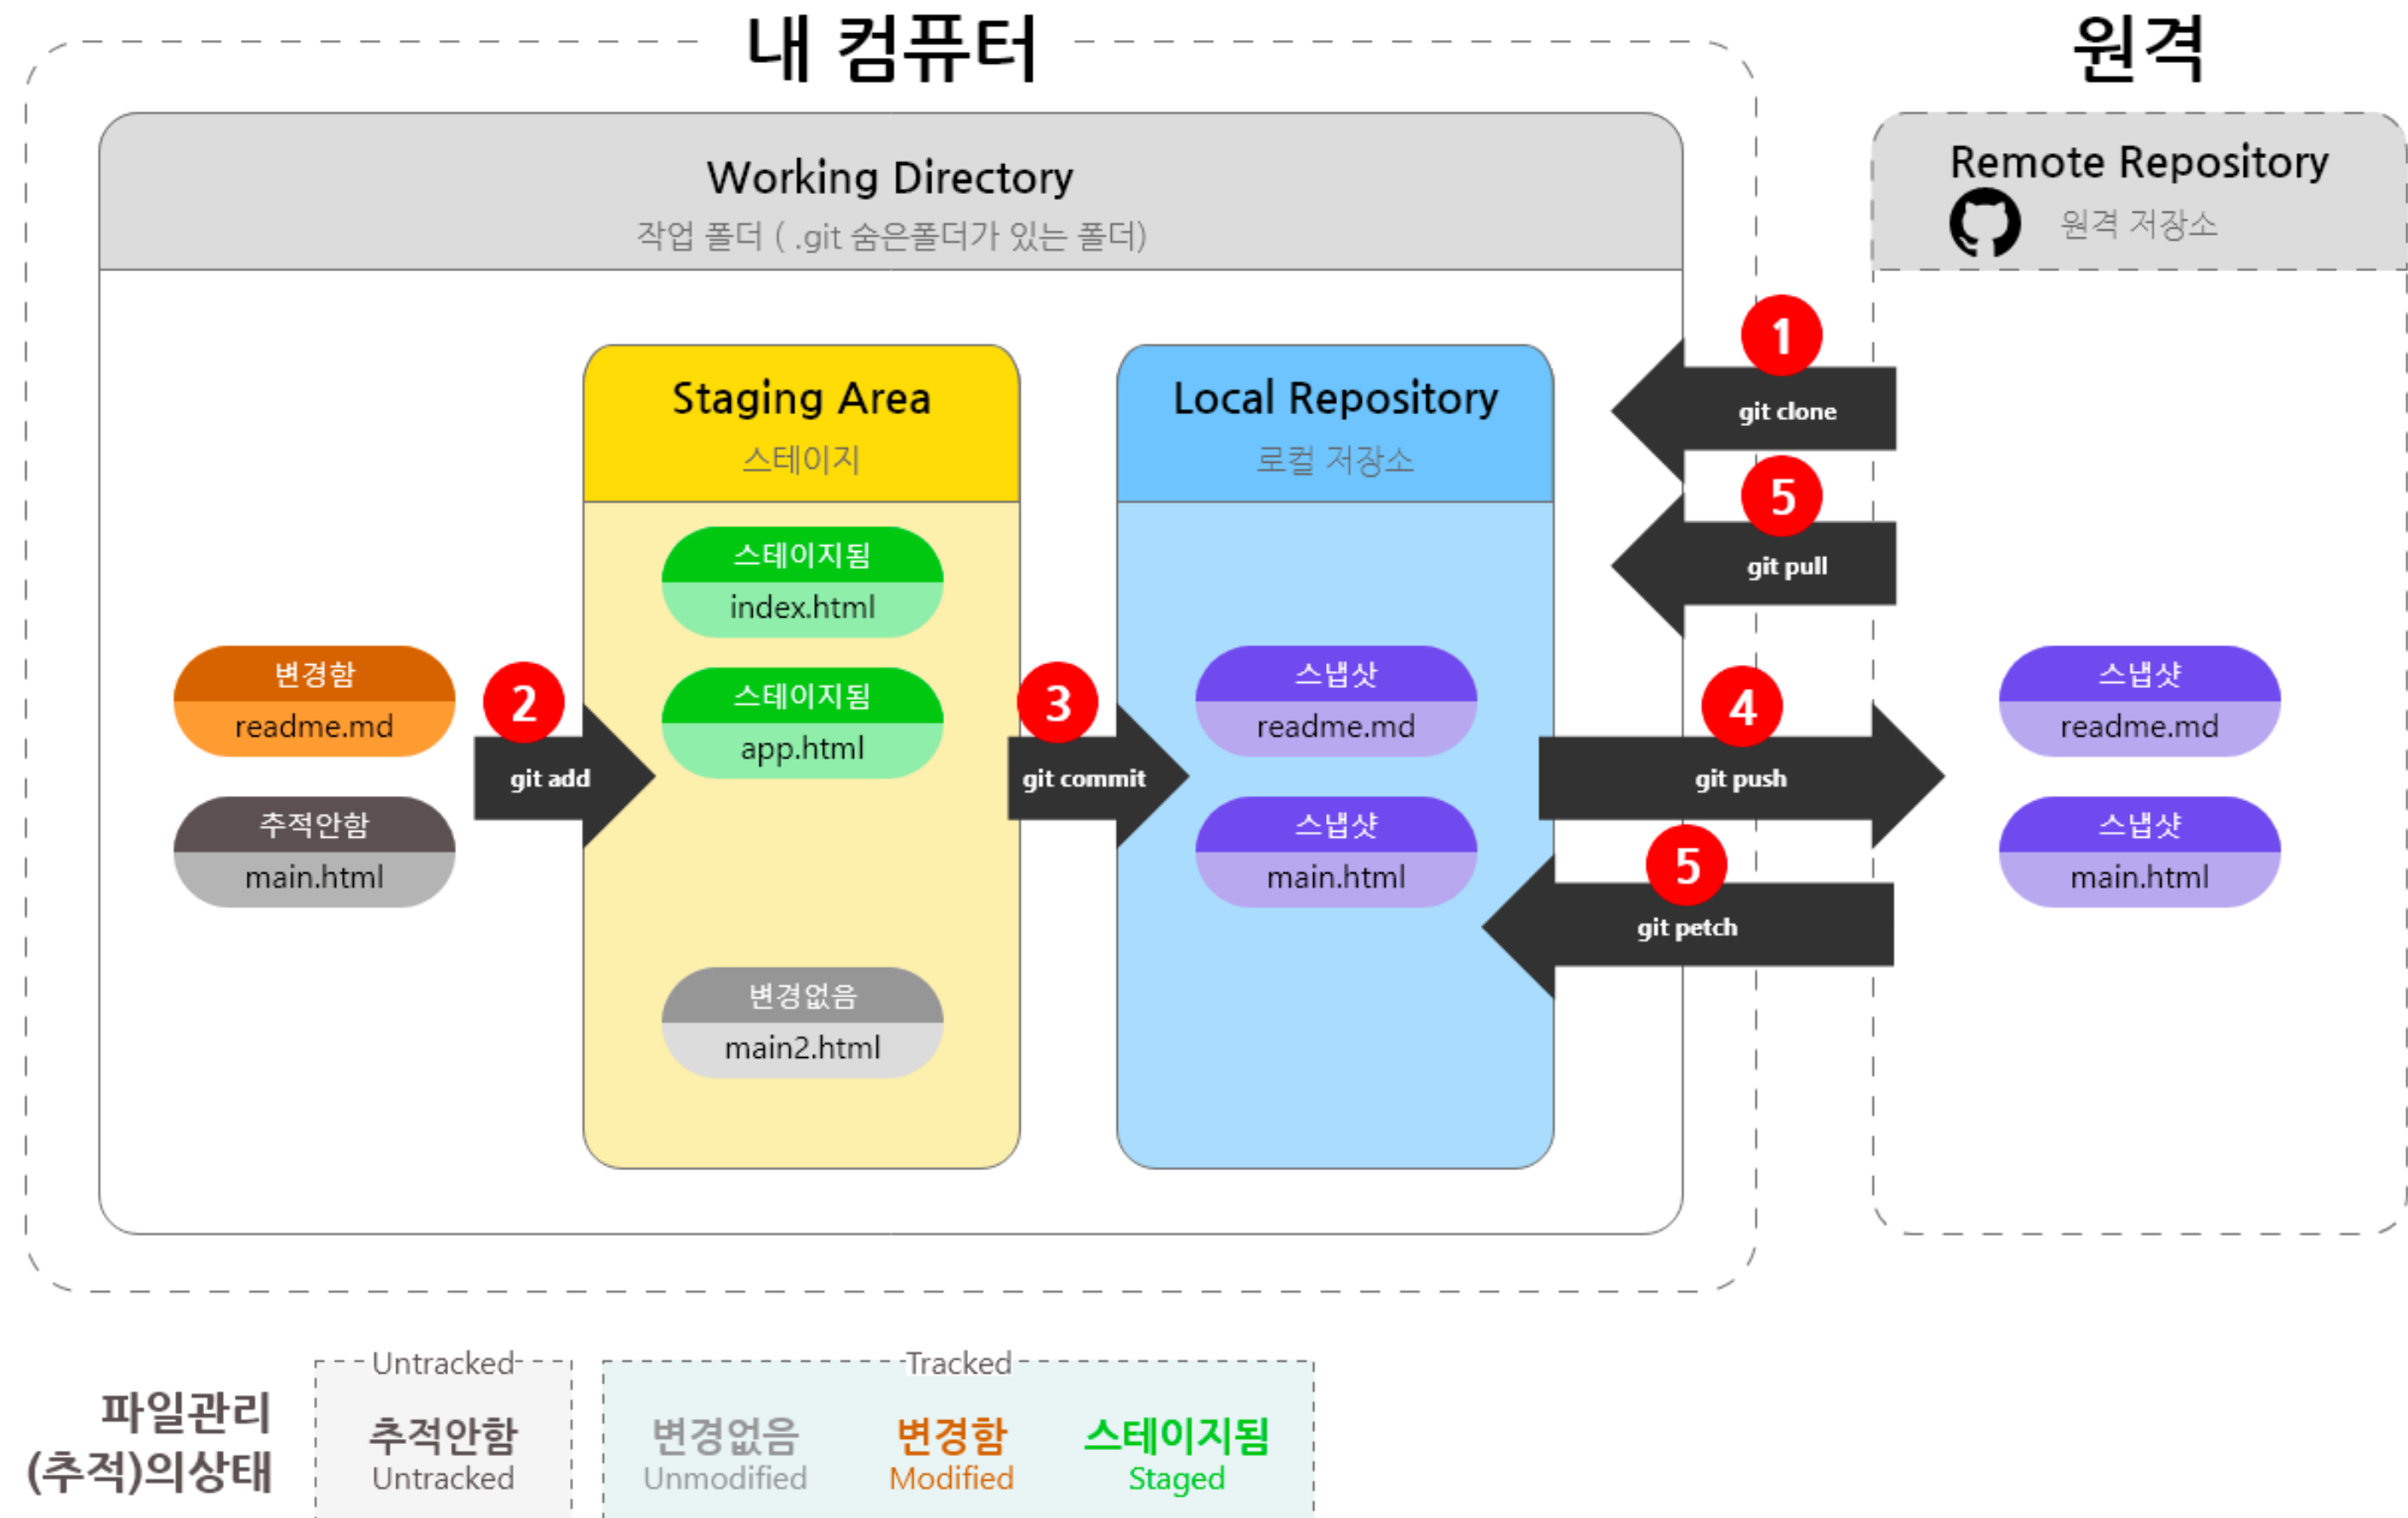 내 컴퓨터
원격
Working Directory
작업 폴더 ( .git 숨은폴더가 있는 폴더)
Remote Repository
원격 저장소
Staging Area
스테이지
Local Repository
로컬 저장소
1
git clone
5
git pull
스테이지됨
index.html
변경함
readme.md
2
git add
스테이지됨
app.html
3
git commit
스냅샷
readme.md
4
git push
스냅샷
readme.md
추적안함
main.html
스냅샷
main.html
5
git petch
스냅샷
main.html
변경없음
main2.html
파일관리
(추적)의상태
Untracked
추적안함
Untracked
Tracked
변경없음
Unmodified
변경함
Modified
스테이지됨
Staged